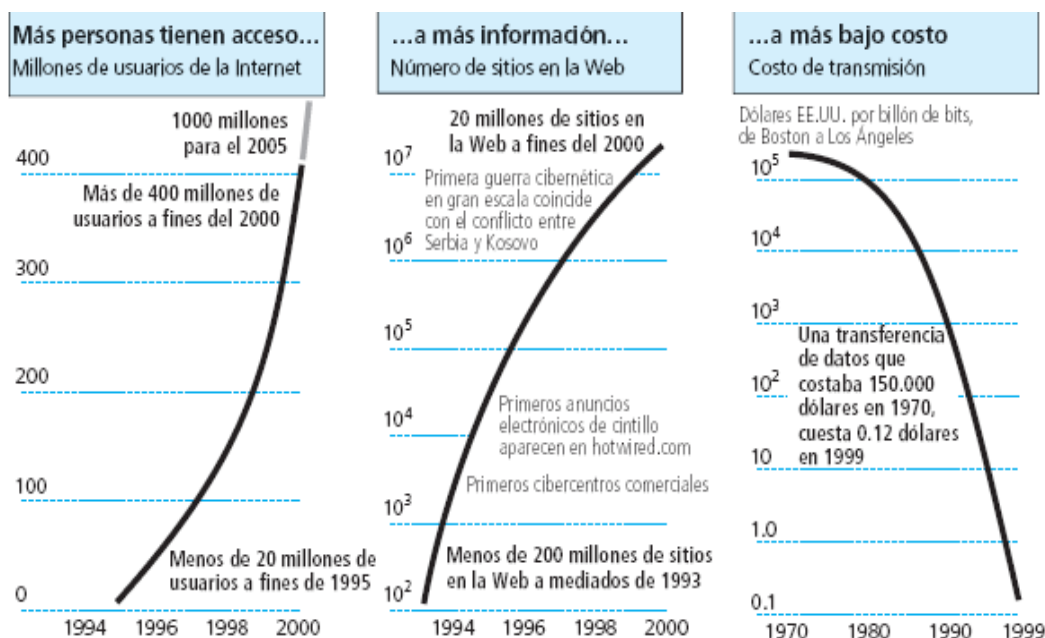 Más personas tienen acceso...
Millones de usuarios de la Internet
1000 millones
para el 2005
400
Más de 400 millones de
usuarios a fines del 2000
300
200
100
Menos de 20 millones de
usuarios a fines de 1995
0
1994 1996 1998 2000
...a más información...
Número de sitios en la Web
20 millones de sitios en
la Web a fines del 2000
10⁷
Primera guerra cibernética
en gran escala coincide
con el conflicto entre
Serbia y Kosovo
10⁶
10⁵
Primeros anuncios
electrónicos de cintillo
aparecen en hotwired.com
10⁴
Primeros cibercentros comerciales
10³
Menos de 200 millones de sitios
en la Web a mediados de 1993
10²
1994 1996 1998 2000
...a más bajo costo
Costo de transmisión
Dólares EE.UU. por billón de bits,
de Boston a Los Ángeles
10⁵
10⁴
10³
Una transferencia
de datos que
costaba 150.000
dólares en 1970,
cuesta 0.12 dólares
en 1999
10²
10
1.0
0.1
1970 1980 1990 1999